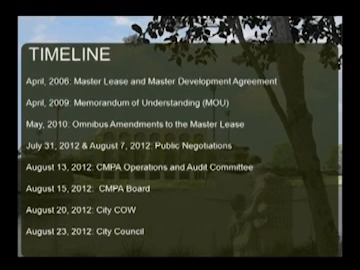 TIMELINE
April, 2006: Master Lease and Master Development Agreement
April, 2009: Memorandum of Understanding (MOU)
May, 2010: Omnibus Amendments to the Master Lease
July 31, 2012 & August 7, 2012: Public Negotiations
August 13, 2012: CMPA Operations and Audit Committee
August 15, 2012: CMPA Board
August 20, 2012: City COW
August 23, 2012: City Council